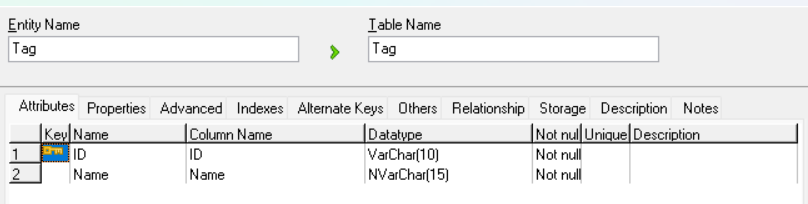 Entity Name Table Name
Tag Tag
Attributes Properties Advanced Indexes Alternate Keys Others Relationship Storage Description Notes
Key Name Column Name Datatype Not nul Unique Description
1 ID ID VarChar(10) Not null
2 Name Name NVarChar(15) Not null